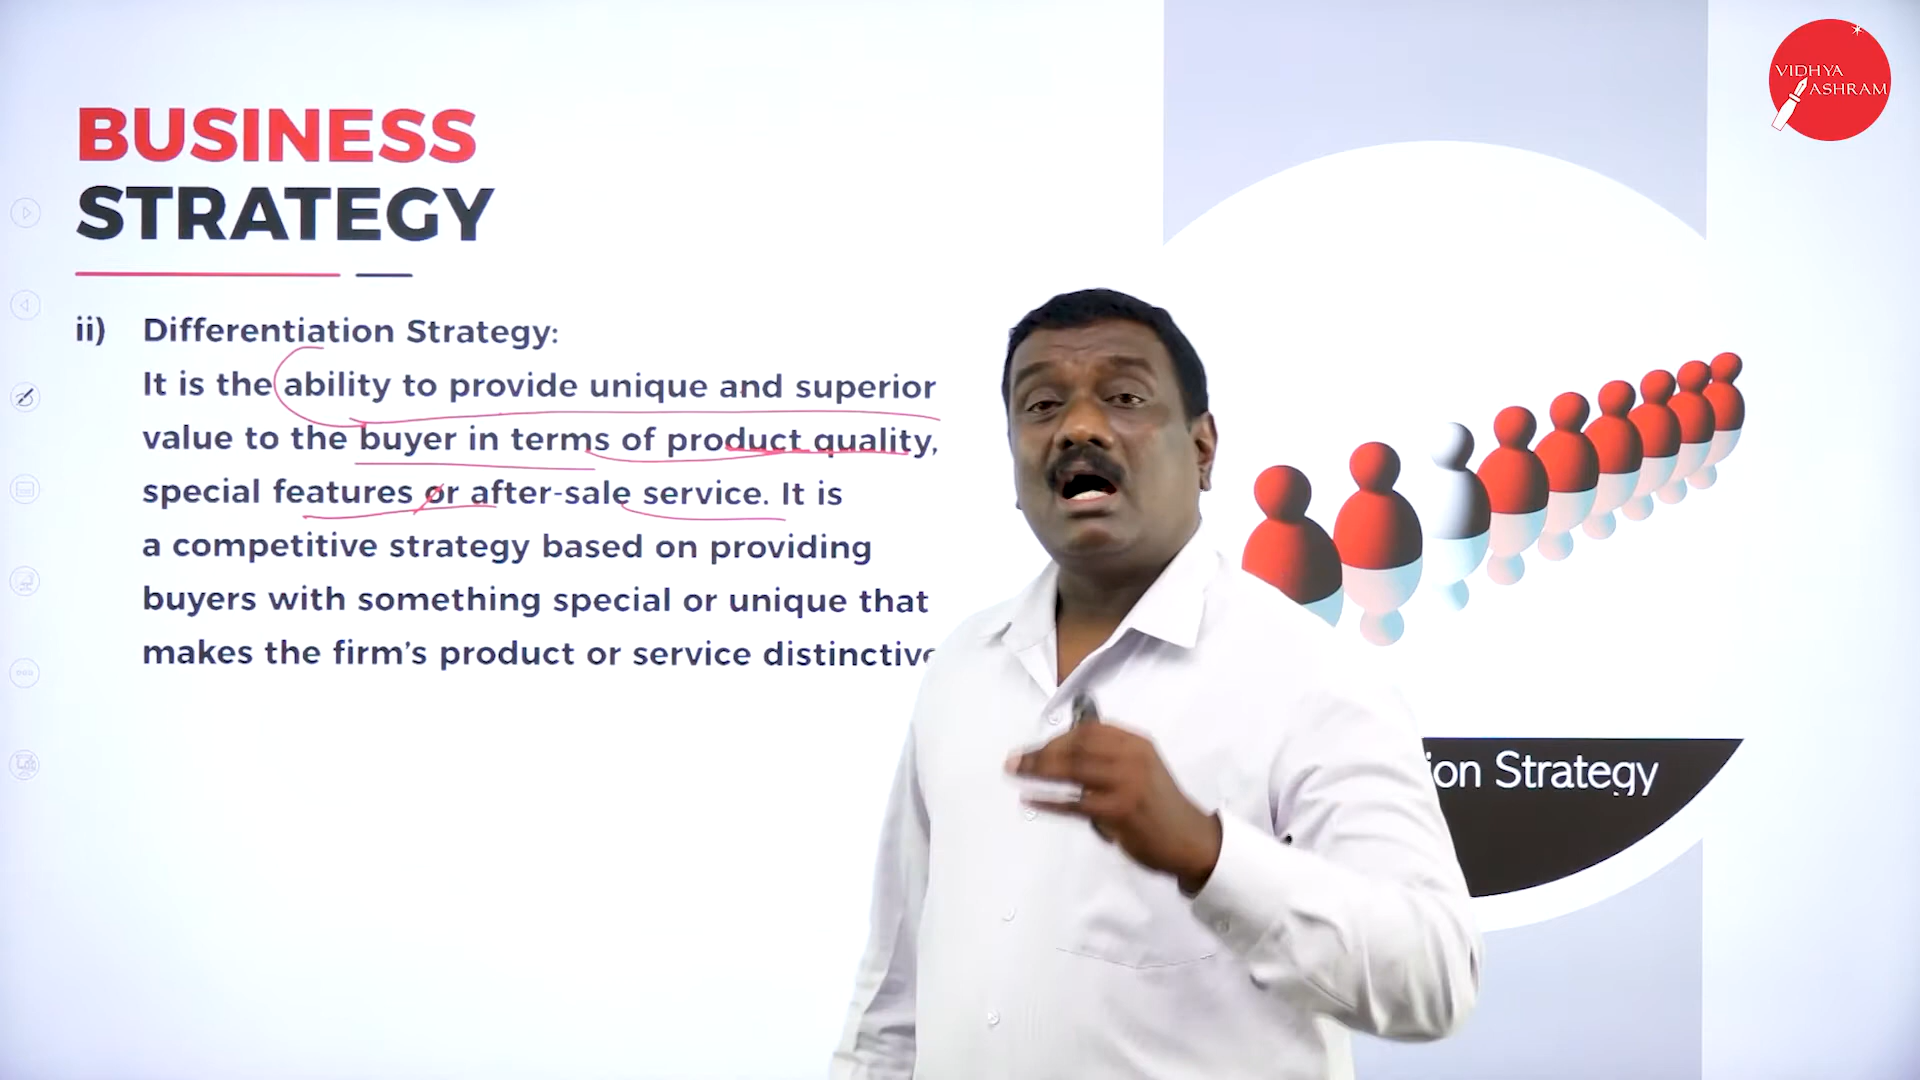 VIDHYA
ASHRAM
BUSINESS
STRATEGY
ii) Differentiation Strategy:
It is the ability to provide unique and superior
value to the buyer in terms of product quality,
special features or after-sale service. It is
a competitive strategy based on providing
buyers with something special or unique that
makes the firm's product or service distinctive
ion Strategy